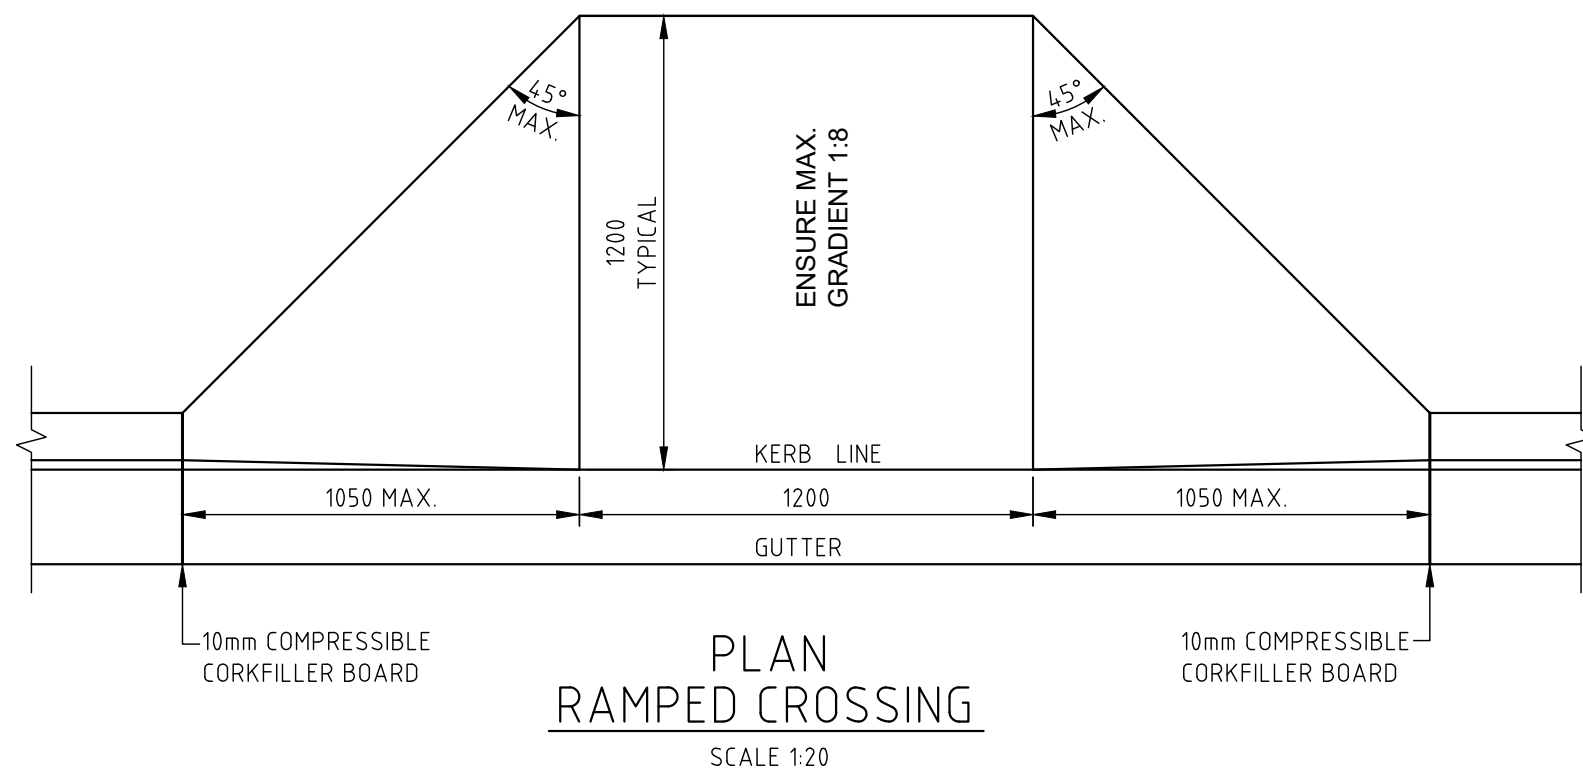 45°
MAX.
45°
MAX.
ENSURE MAX.
GRADIENT 1:8
1200
TYPICAL
KERB LINE
1050 MAX.
1200
1050 MAX.
GUTTER
10mm COMPRESSIBLE
CORKFILLER BOARD
10mm COMPRESSIBLE
CORKFILLER BOARD
PLAN
RAMPED CROSSING
SCALE 1:20